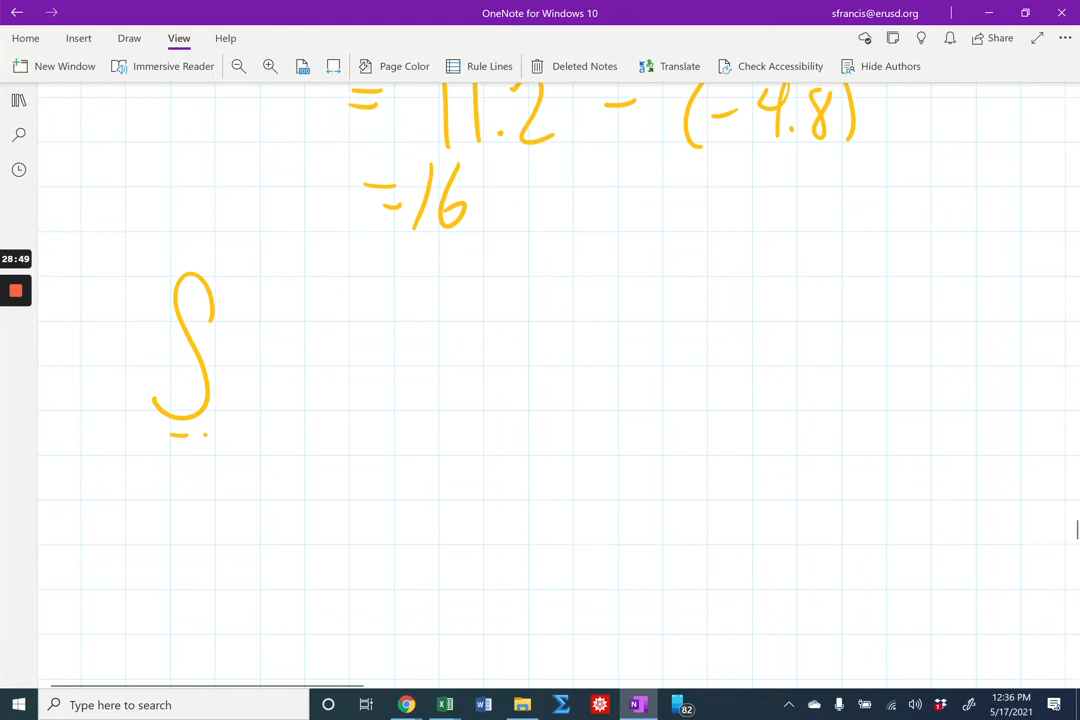 OneNote for Windows 10
sfrancis@erusd.org
Home Insert Draw View Help
Share
New Window Immersive Reader Page Color Rule Lines Deleted Notes Translate Check Accessibility Hide Authors
= 11.2 - (-4.8)
= 16
28:49
∫
-.
Type here to search
82
12:36 PM
5/17/2021